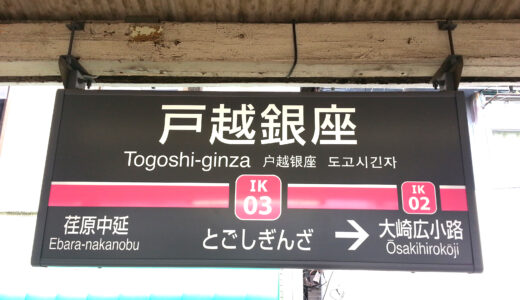 戸越銀座
Togoshi-ginza 户越银座 도고시긴자
IK
03
IK
02
荏原中延
Ebara-nakanobu
とごしぎんざ
→
大崎広小路
Ōsakihirokōji